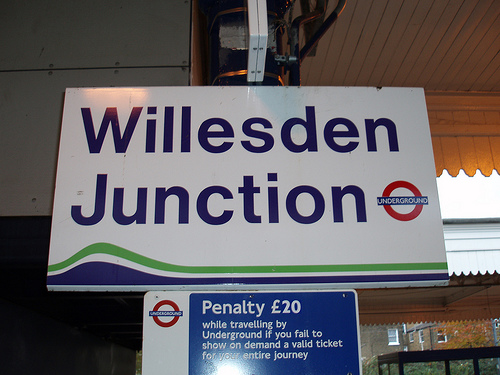 Willesden
Junction
UNDERGROUND
UNDERGROUND
Penalty £20
while travelling by
Underground if you fail to
show on demand a valid ticket
for your entire journey